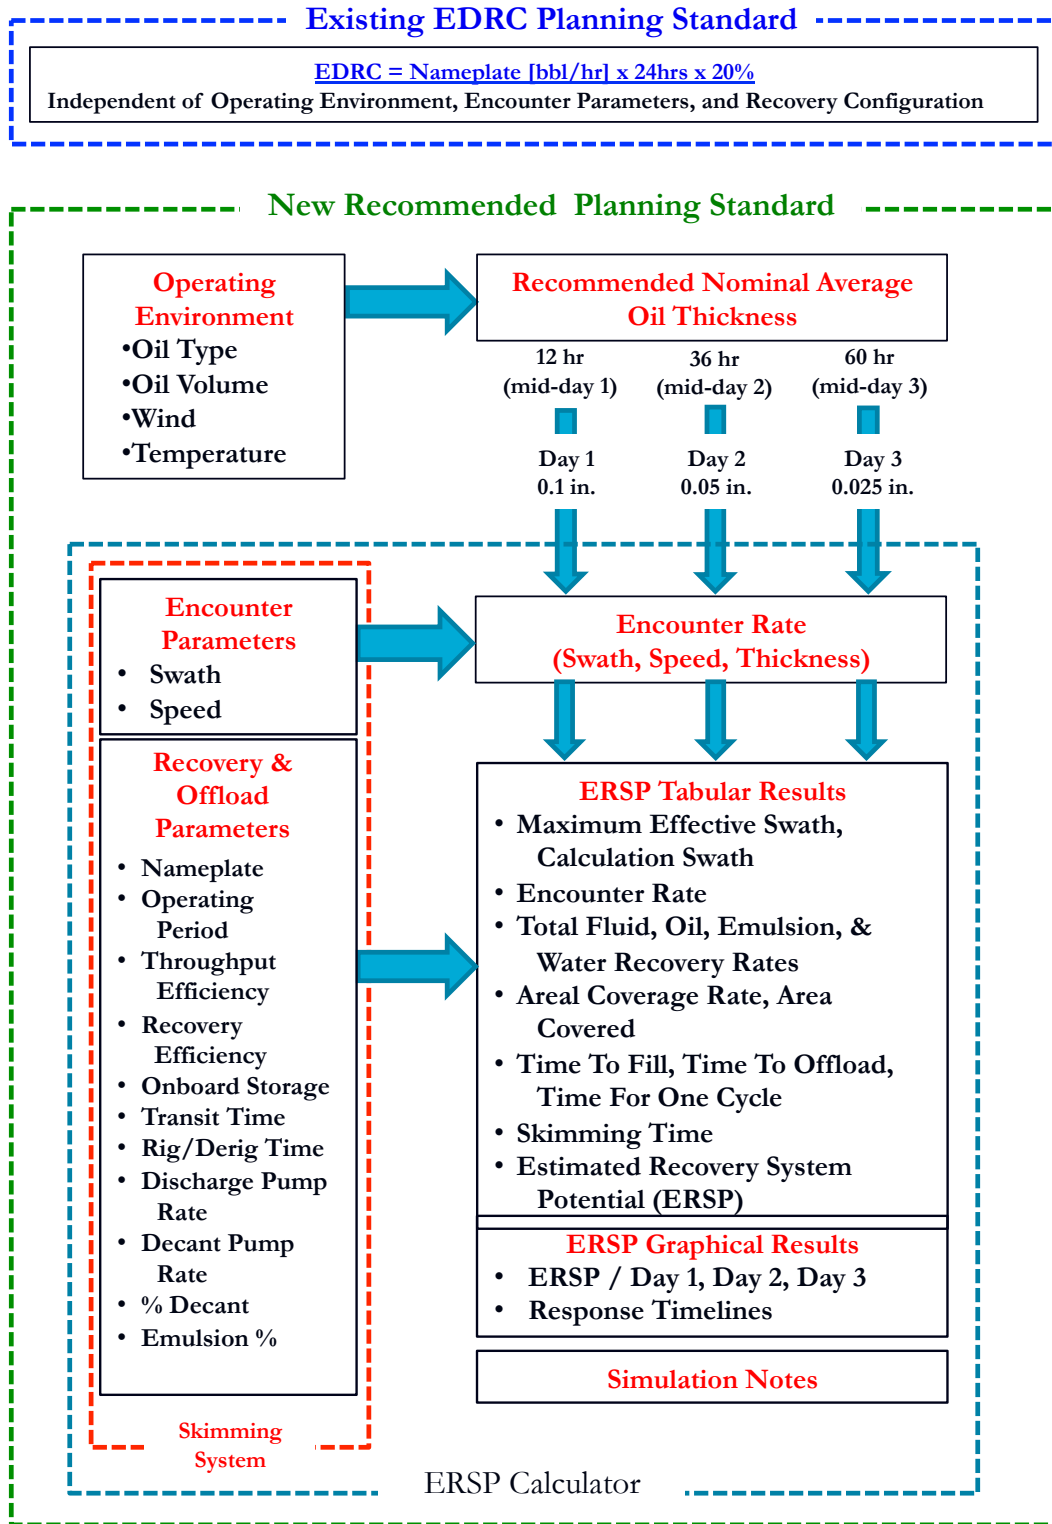 Existing EDRC Planning Standard
EDRC = Nameplate [bbl/hr] x 24hrs x 20%
Independent of Operating Environment, Encounter Parameters, and Recovery Configuration
New Recommended Planning Standard
Operating
Environment
•Oil Type
•Oil Volume
•Wind
•Temperature
Recommended Nominal Average
Oil Thickness
12 hr
(mid-day 1)
36 hr
(mid-day 2)
60 hr
(mid-day 3)
Day 1
0.1 in.
Day 2
0.05 in.
Day 3
0.025 in.
Encounter
Parameters
• Swath
• Speed
Encounter Rate
(Swath, Speed, Thickness)
Recovery &
Offload
Parameters
• Nameplate
• Operating
Period
• Throughput
Efficiency
• Recovery
Efficiency
• Onboard Storage
• Transit Time
• Rig/Derig Time
• Discharge Pump
Rate
• Decant Pump
Rate
• % Decant
• Emulsion %
ERSP Tabular Results
• Maximum Effective Swath,
Calculation Swath
• Encounter Rate
• Total Fluid, Oil, Emulsion, &
Water Recovery Rates
• Areal Coverage Rate, Area
Covered
• Time To Fill, Time To Offload,
Time For One Cycle
• Skimming Time
• Estimated Recovery System
Potential (ERSP)
ERSP Graphical Results
• ERSP / Day 1, Day 2, Day 3
• Response Timelines
Simulation Notes
Skimming
System
ERSP Calculator